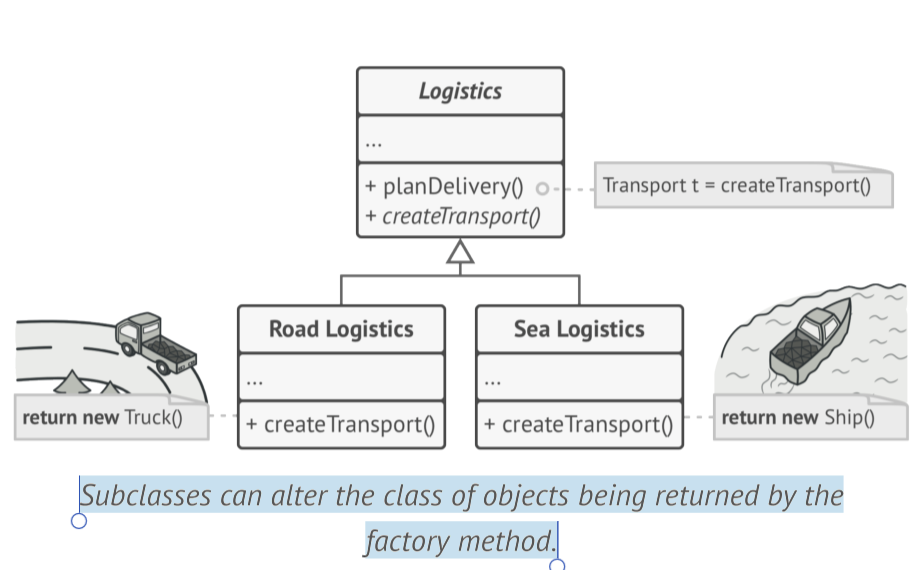 Logistics
...
+ planDelivery()
+ createTransport()
Transport t = createTransport()
Road Logistics
...
+ createTransport()
Sea Logistics
...
+ createTransport()
return new Truck()
return new Ship()
Subclasses can alter the class of objects being returned by the
factory method.